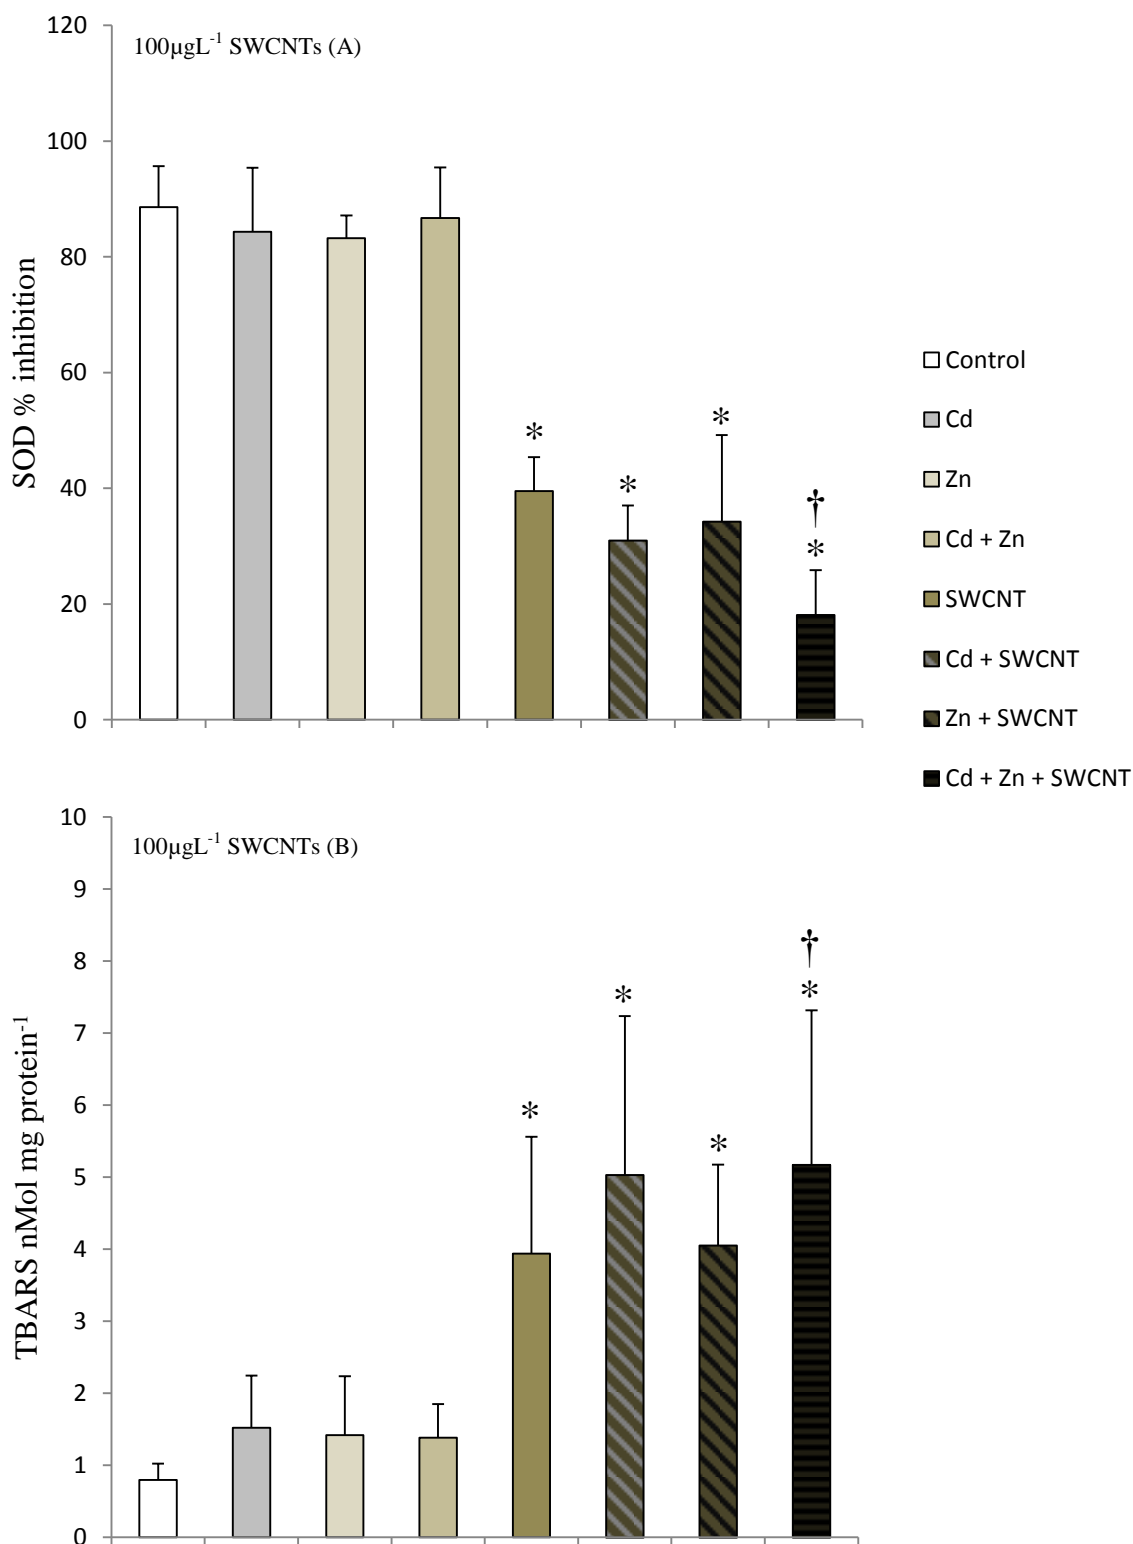 120
100µgL⁻¹ SWCNTs (A)
100
80
60
40
20
0
SOD % inhibition
*
*
*
†
*
Control
Cd
Zn
Cd + Zn
SWCNT
Cd + SWCNT
Zn + SWCNT
Cd + Zn + SWCNT
10
100µgL⁻¹ SWCNTs (B)
9
8
7
6
5
4
3
2
1
0
TBARS nMol mg protein⁻¹
*
*
*
†
*